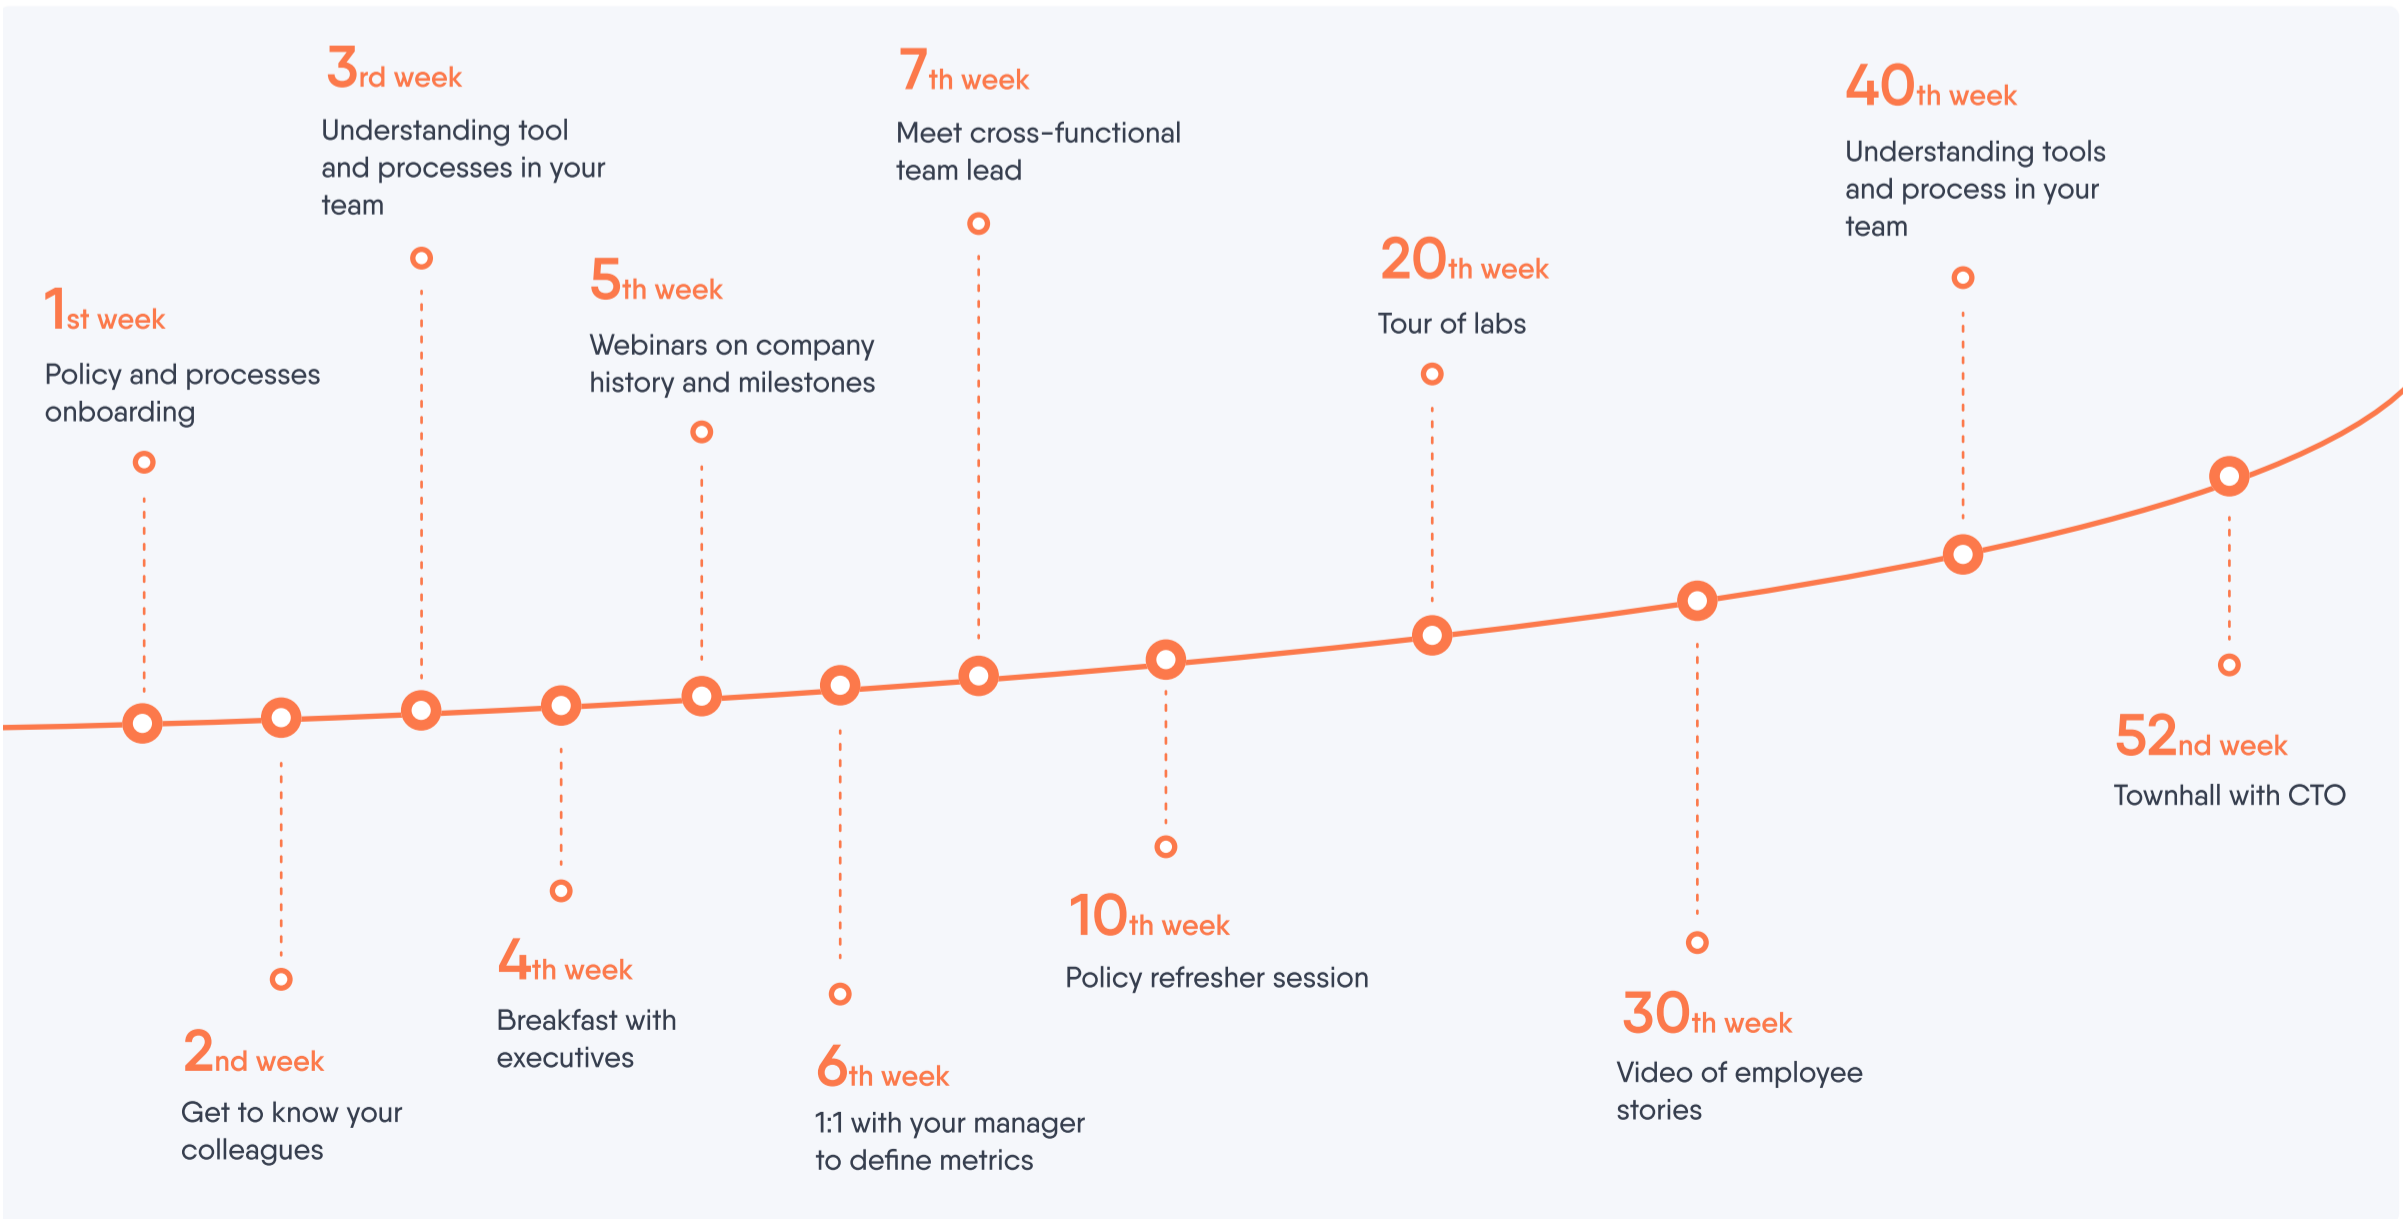 1st week
Policy and processes
onboarding
2nd week
Get to know your
colleagues
3rd week
Understanding tool
and processes in your
team
4th week
Breakfast with
executives
5th week
Webinars on company
history and milestones
6th week
1:1 with your manager
to define metrics
7th week
Meet cross-functional
team lead
10th week
Policy refresher session
20th week
Tour of labs
30th week
Video of employee
stories
40th week
Understanding tools
and process in your
team
52nd week
Townhall with CTO